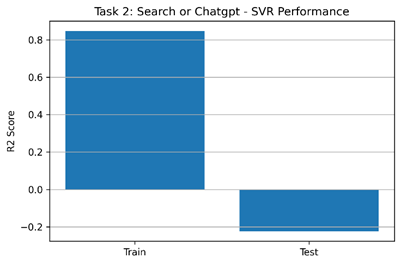 Task 2: Search or Chatgpt - SVR Performance
R2 Score
0.8
0.6
0.4
0.2
0.0
−0.2
Train
Test